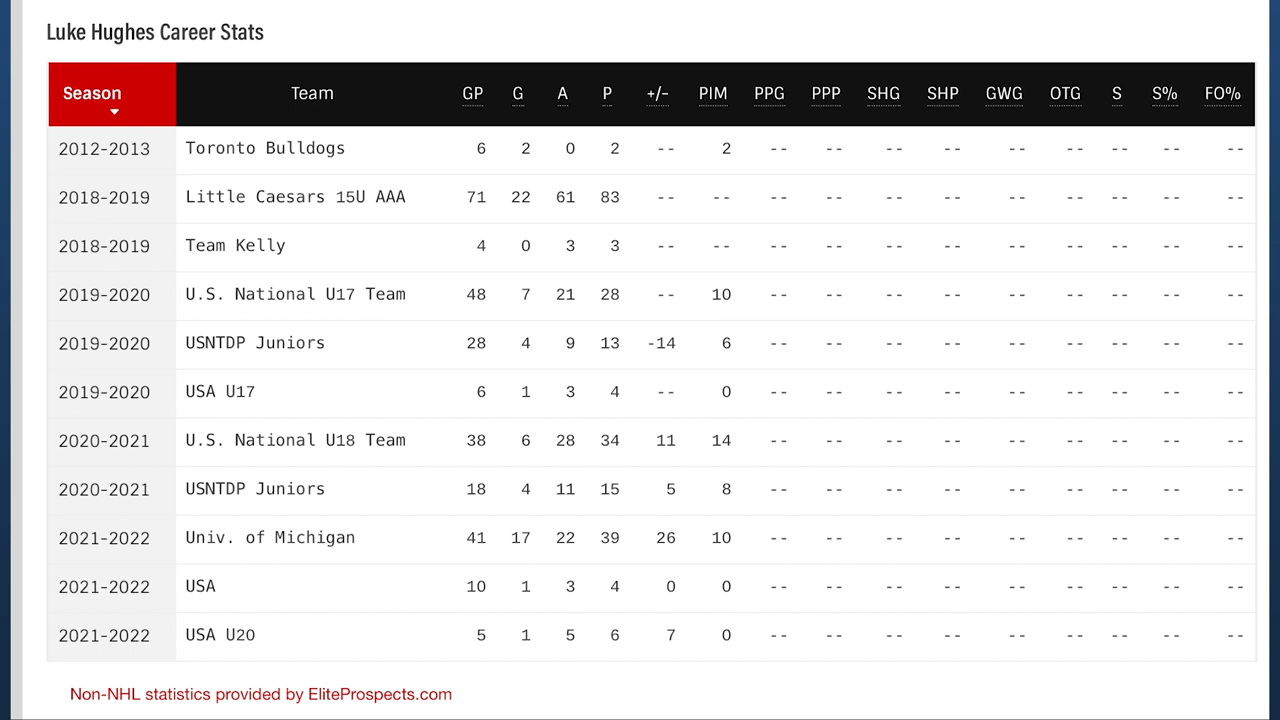 Luke Hughes Career Stats
Season Team GP G A P +/- PIM PPG PPP SHG SHP GWG OTG S S% FO%
2012-2013 Toronto Bulldogs 6 2 0 2 -- 2 -- -- -- -- -- -- -- -- --
2018-2019 Little Caesars 15U AAA 71 22 61 83 -- -- -- -- -- -- -- -- -- -- --
2018-2019 Team Kelly 4 0 3 3 -- -- -- -- -- -- -- -- -- -- --
2019-2020 U.S. National U17 Team 48 7 21 28 -- 10 -- -- -- -- -- -- -- -- --
2019-2020 USNTDP Juniors 28 4 9 13 -14 6 -- -- -- -- -- -- -- -- --
2019-2020 USA U17 6 1 3 4 -- 0 -- -- -- -- -- -- -- -- --
2020-2021 U.S. National U18 Team 38 6 28 34 11 14 -- -- -- -- -- -- -- -- --
2020-2021 USNTDP Juniors 18 4 11 15 5 8 -- -- -- -- -- -- -- -- --
2021-2022 Univ. of Michigan 41 17 22 39 26 10 -- -- -- -- -- -- -- -- --
2021-2022 USA 10 1 3 4 0 0 -- -- -- -- -- -- -- -- --
2021-2022 USA U20 5 1 5 6 7 0 -- -- -- -- -- -- -- -- --
Non-NHL statistics provided by EliteProspects.com